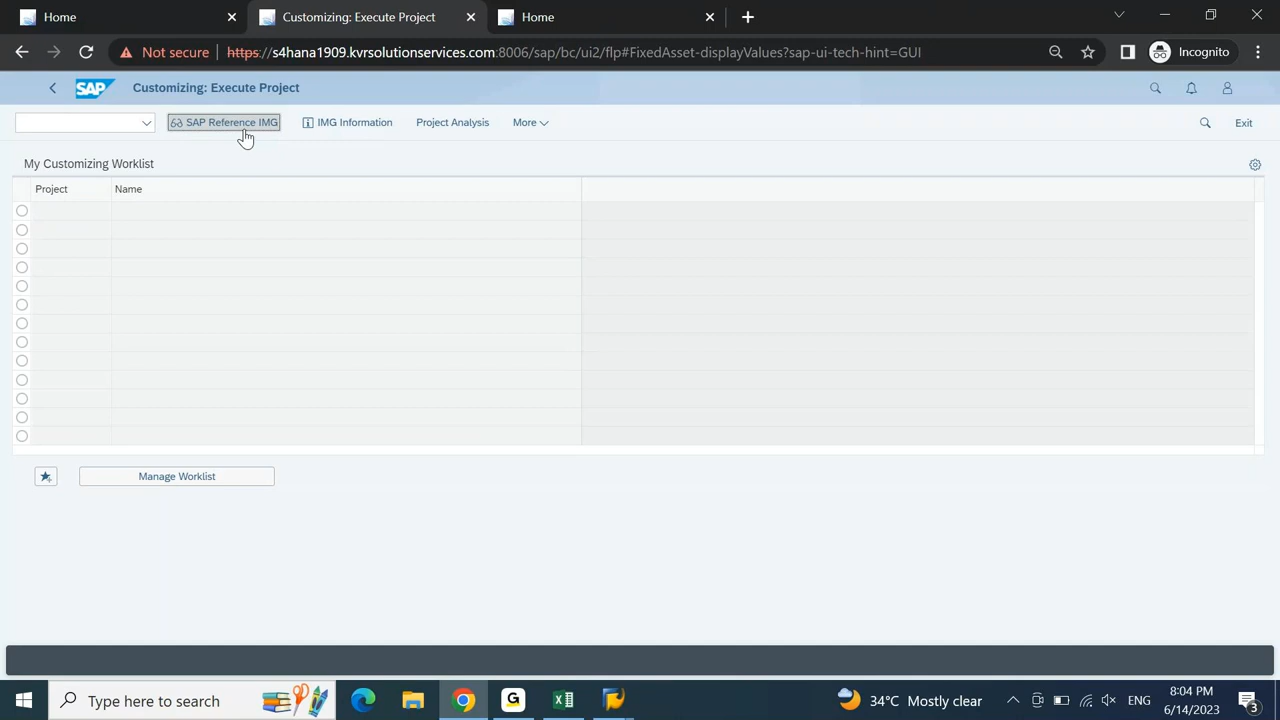 Home
Customizing: Execute Project
Home
Not secure
https://s4hana1909.kvrsolutionservices.com:8006/sap/bc/ui2/flp#FixedAsset-displayValues?sap-ui-tech-hint=GUI
Incognito
SAP
Customizing: Execute Project
SAP Reference IMG
IMG Information
Project Analysis
More
Exit
My Customizing Worklist
Project
Name
Manage Worklist
Type here to search
G
34°C Mostly clear
ENG
8:04 PM
6/14/2023
3